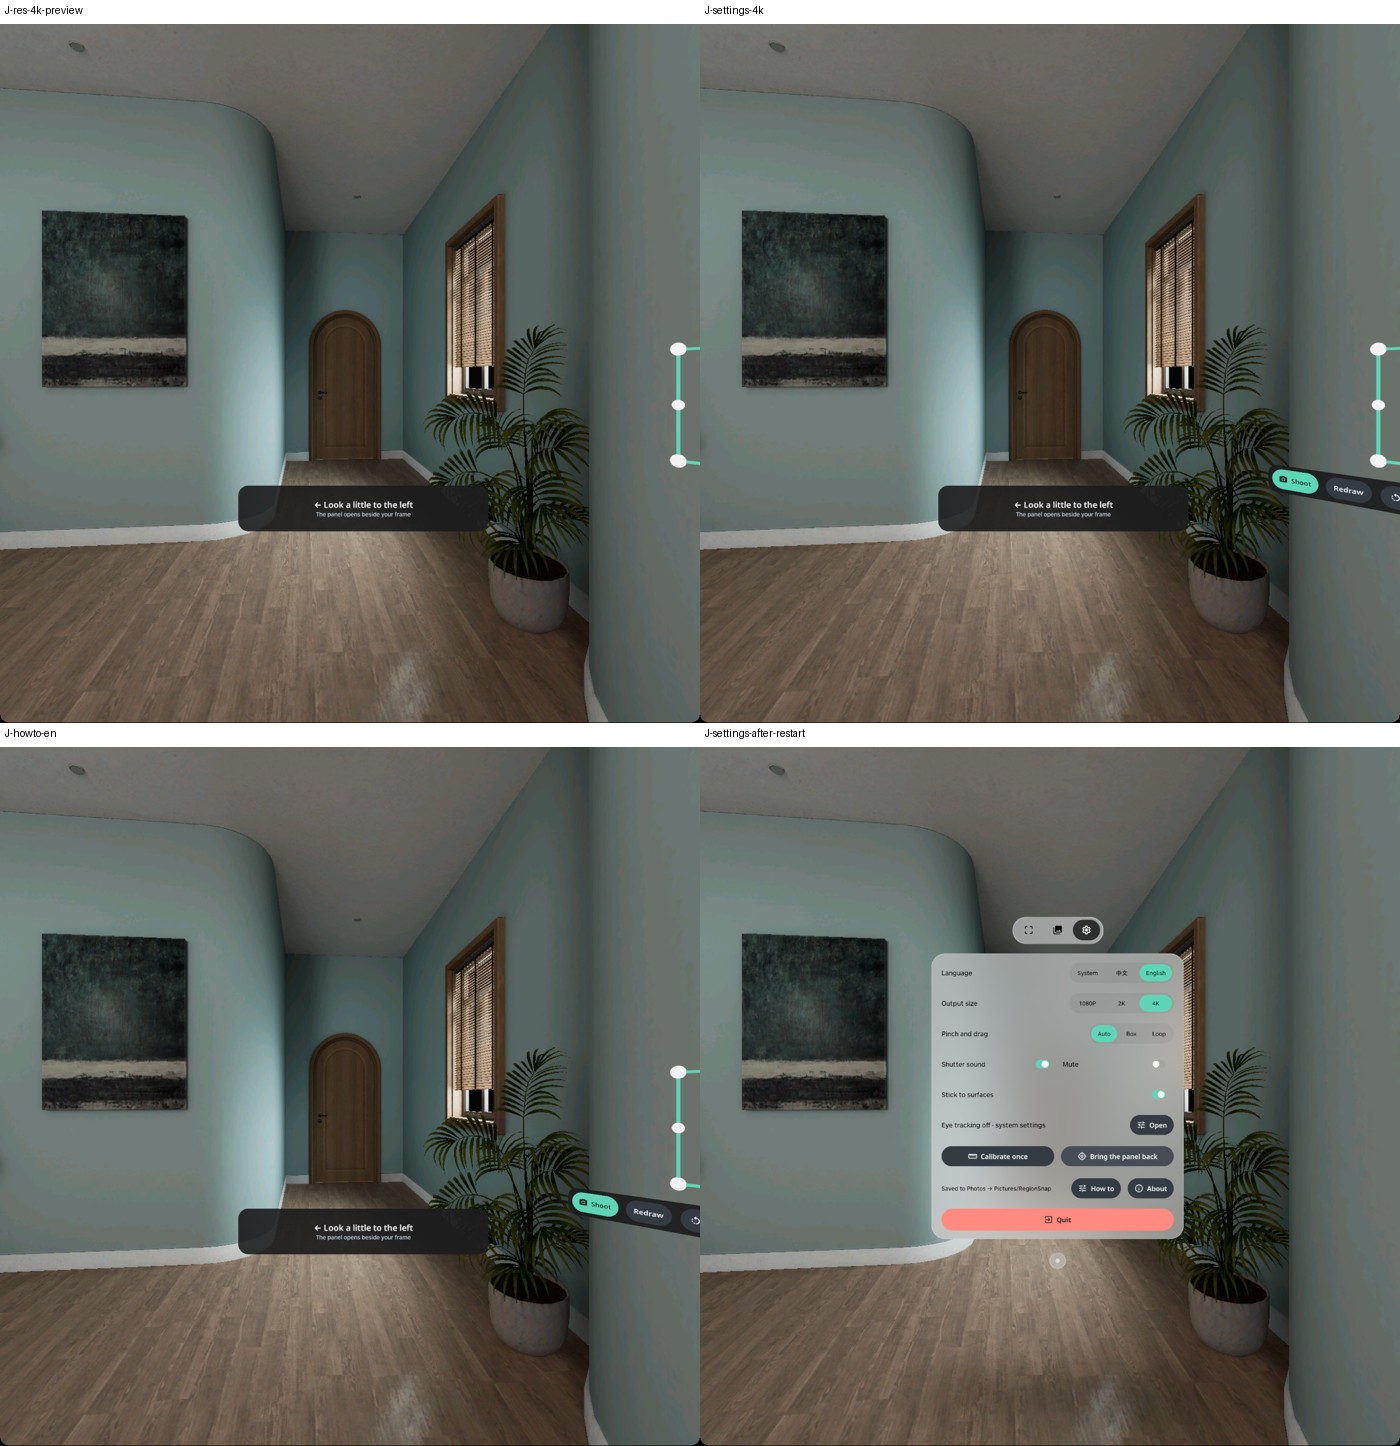 J-res-4k-preview
← Look a little to the left
The panel opens beside your frame
J-settings-4k
← Look a little to the left
The panel opens beside your frame
Shoot
Redraw
J-howto-en
← Look a little to the left
The panel opens beside your frame
Shoot
Redraw
J-settings-after-restart
Language System 中文 English
Output size 1080P 2K 4K
Pinch and drag Auto Box Loop
Shutter sound Mute
Stick to surfaces
Eye tracking off · system settings Open
Calibrate once Bring the panel back
Saved to Photos → Pictures/RegionSnap How to About
Quit